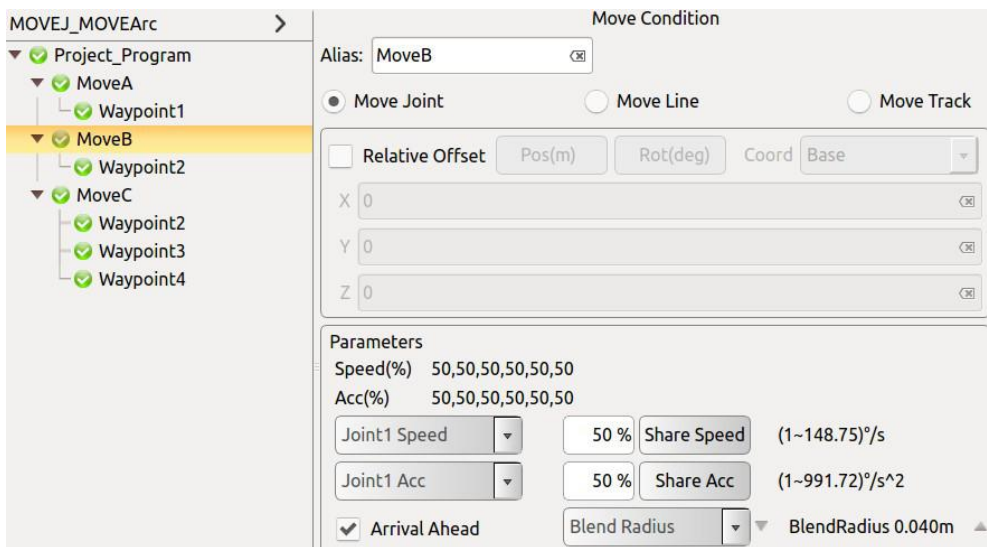 MOVEJ_MOVEArc
Project_Program
MoveA
Waypoint1
MoveB
Waypoint2
MoveC
Waypoint2
Waypoint3
Waypoint4
Move Condition
Alias: MoveB
Move Joint Move Line Move Track
Relative Offset Pos(m) Rot(deg) Coord Base
X 0
Y 0
Z 0
Parameters
Speed(%) 50,50,50,50,50,50
Acc(%) 50,50,50,50,50,50
Joint1 Speed 50 % Share Speed (1~148.75)°/s
Joint1 Acc 50 % Share Acc (1~991.72)°/s^2
Arrival Ahead Blend Radius BlendRadius 0.040m